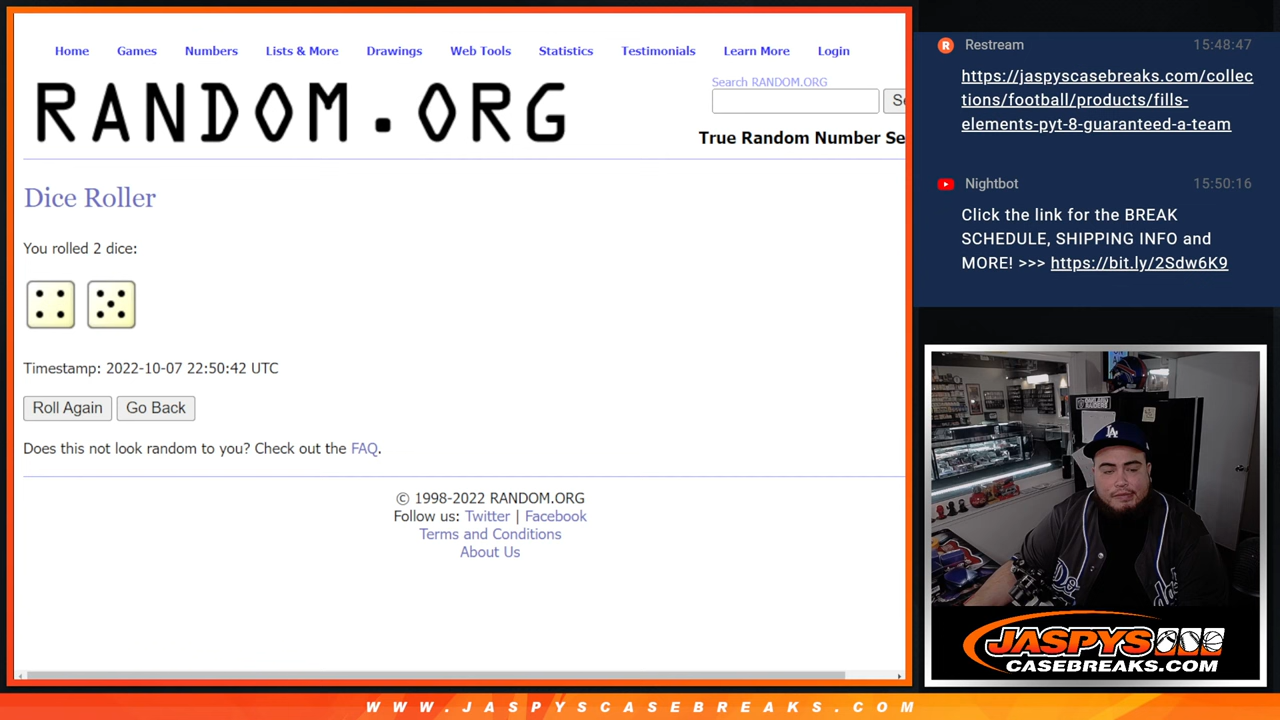 Home Games Numbers Lists & More Drawings Web Tools Statistics Testimonials Learn More Login
RANDOM.ORG
Search RANDOM.ORG
True Random Number Se
Dice Roller
You rolled 2 dice:
Timestamp: 2022-10-07 22:50:42 UTC
Roll Again Go Back
Does this not look random to you? Check out the FAQ.
© 1998-2022 RANDOM.ORG
Follow us: Twitter | Facebook
Terms and Conditions
About Us
Restream 15:48:47
https://jaspyscasebreaks.com/collec
tions/football/products/fills-
elements-pyt-8-guaranteed-a-team
Nightbot 15:50:16
Click the link for the BREAK
SCHEDULE, SHIPPING INFO and
MORE! >>> https://bit.ly/2Sdw6K9
LA
JASPYS
CASEBREAKS.COM
WWW.JASPYSCASEBREAKS.COM